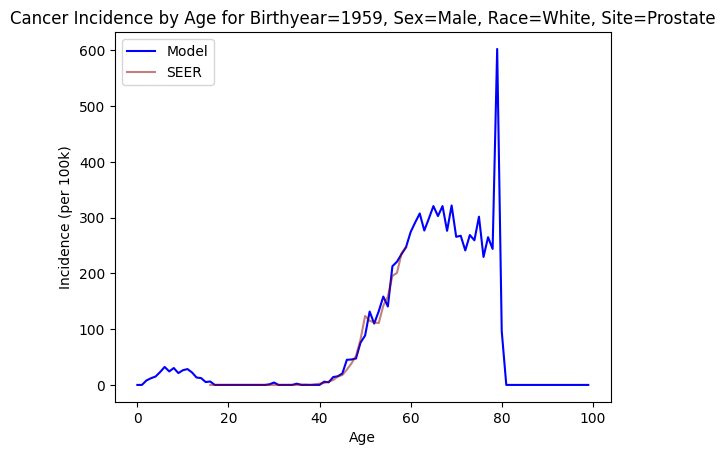 Cancer Incidence by Age for Birthyear=1959, Sex=Male, Race=White, Site=Prostate
Model
SEER
Incidence (per 100k)
600
500
400
300
200
100
0
0 20 40 60 80 100
Age